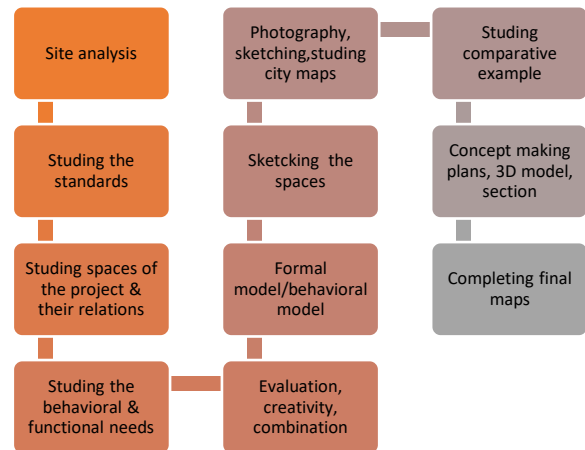 Site analysis
Studing the
standards
Studing spaces of
the project &
their relations
Studing the
behavioral &
functional needs
Evaluation,
creativity,
combination
Formal
model/behavioral
model
Sketcking the
spaces
Photography,
sketching,studing
city maps
Studing
comparative
example
Concept making
plans, 3D model,
section
Completing final
maps